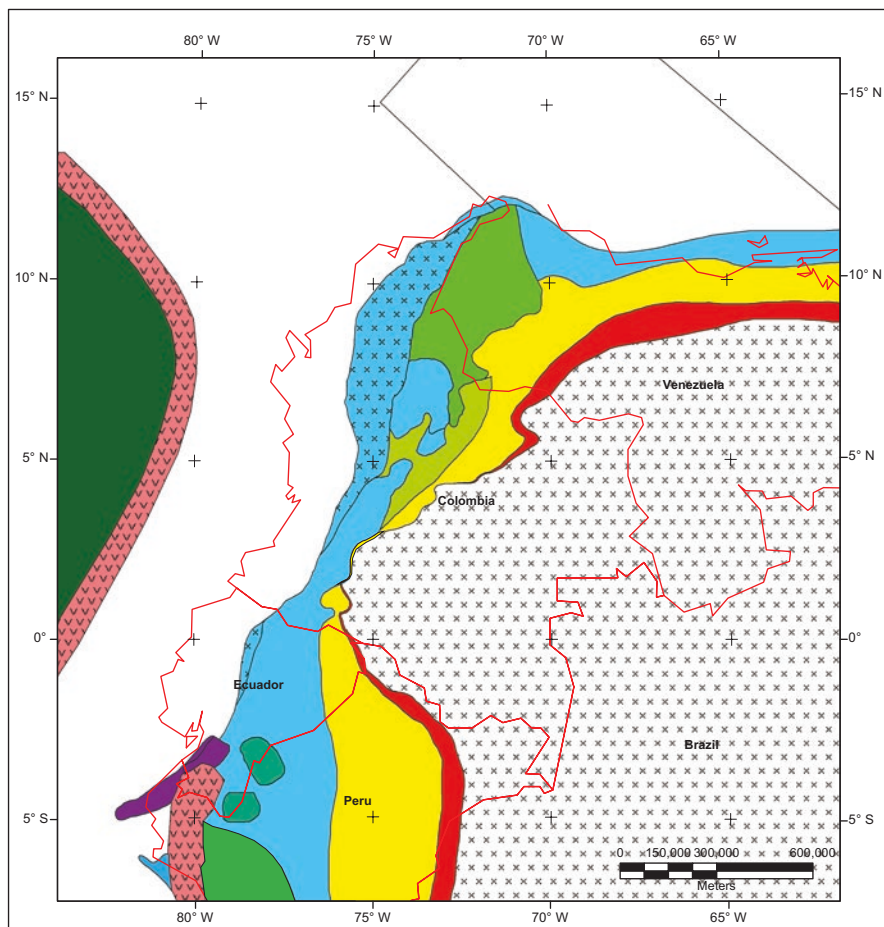 80° W 75° W 70° W 65° W
15° N 15° N
10° N 10° N
Venezuela
5° N 5° N
Colombia
0° 0°
Ecuador
Brazil
Peru
5° S 5° S
0 150,000 300,000 600,000
Meters
80° W 75° W 70° W 65° W